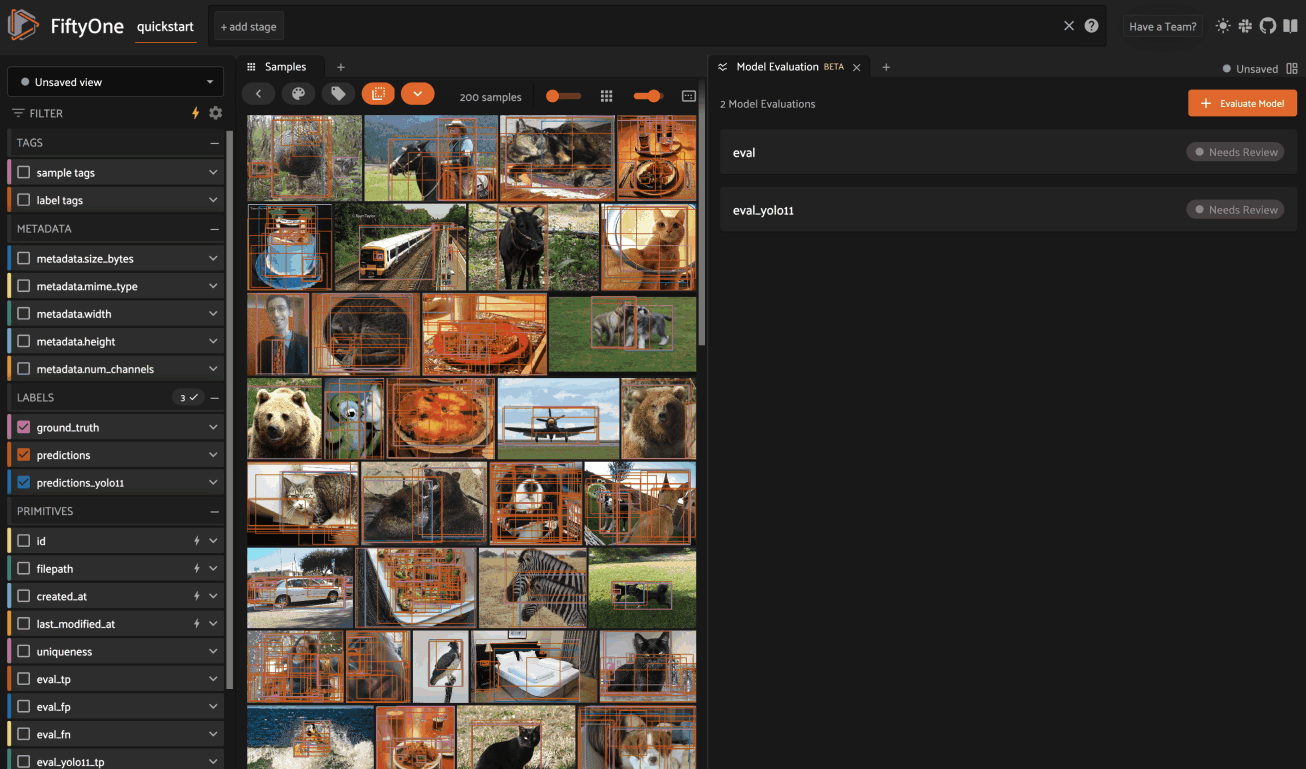 FiftyOne
quickstart
+ add stage
Have a Team?
Unsaved view
FILTER
TAGS
sample tags
label tags
METADATA
metadata.size_bytes
metadata.mime_type
metadata.width
metadata.height
metadata.num_channels
LABELS
3
ground_truth
predictions
predictions_yolo11
PRIMITIVES
id
filepath
created_at
last_modified_at
uniqueness
eval_tp
eval_fp
eval_fn
eval_yolo11_tp
Samples
200 samples
Model Evaluation BETA
Unsaved
2 Model Evaluations
Evaluate Model
eval
Needs Review
eval_yolo11
Needs Review